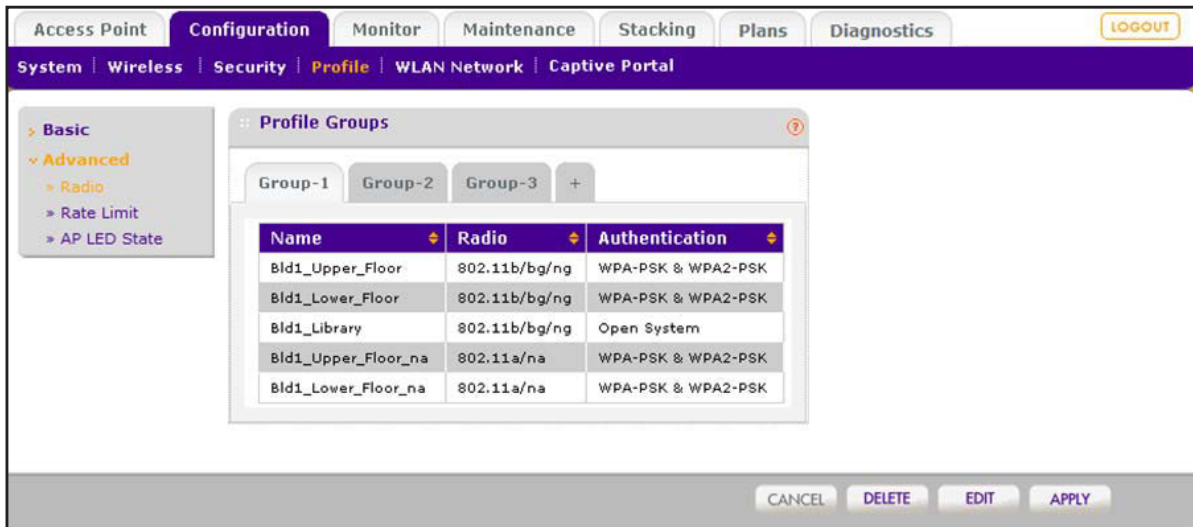 Access Point Configuration Monitor Maintenance Stacking Plans Diagnostics LOGOUT
System Wireless Security Profile WLAN Network Captive Portal
Basic
Advanced
» Radio
» Rate Limit
» AP LED State
Profile Groups ?
Group-1 Group-2 Group-3 +
Name Radio Authentication
Bld1_Upper_Floor 802.11b/bg/ng WPA-PSK & WPA2-PSK
Bld1_Lower_Floor 802.11b/bg/ng WPA-PSK & WPA2-PSK
Bld1_Library 802.11b/bg/ng Open System
Bld1_Upper_Floor_na 802.11a/na WPA-PSK & WPA2-PSK
Bld1_Lower_Floor_na 802.11a/na WPA-PSK & WPA2-PSK
CANCEL DELETE EDIT APPLY